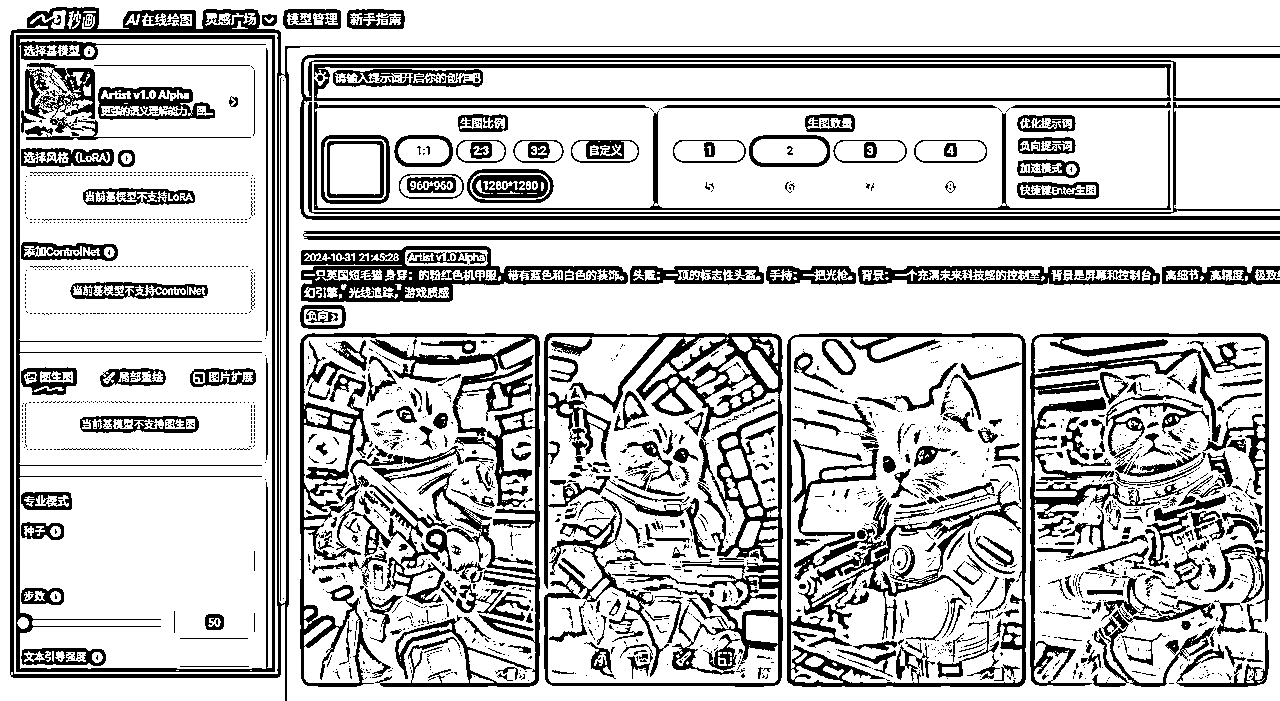 秒画 AI在线绘图 灵感广场 模型管理 新手指南
选择基模型
Artist v1.0 Alpha
更强的语义理解能力，图...
选择风格（LoRA）
当前基模型不支持LoRA
添加ControlNet
当前基模型不支持ControlNet
图生图 局部重绘 图片扩展
当前基模型不支持图生图
专业模式
种子
步数
50
文本引导强度
请输入提示词开启你的创作吧
生图比例
1:1 2:3 3:2 自定义
960*960 1280*1280
生图数量
1 2 3 4
5 6 7 8
优化提示词
负向提示词
加速模式
快捷键Enter生图
2024-10-31 21:45:28 Artist v1.0 Alpha
一只英国短毛猫 身穿：的粉红色机甲服，带有蓝色和白色的装饰。头盔：一顶的标志性头盔，手持：一把光枪。背景：一个充满未来科技感的控制室，背景是屏幕和控制台，高细节，高精度，极致
幻引擎，光线追踪，游戏质感
负向